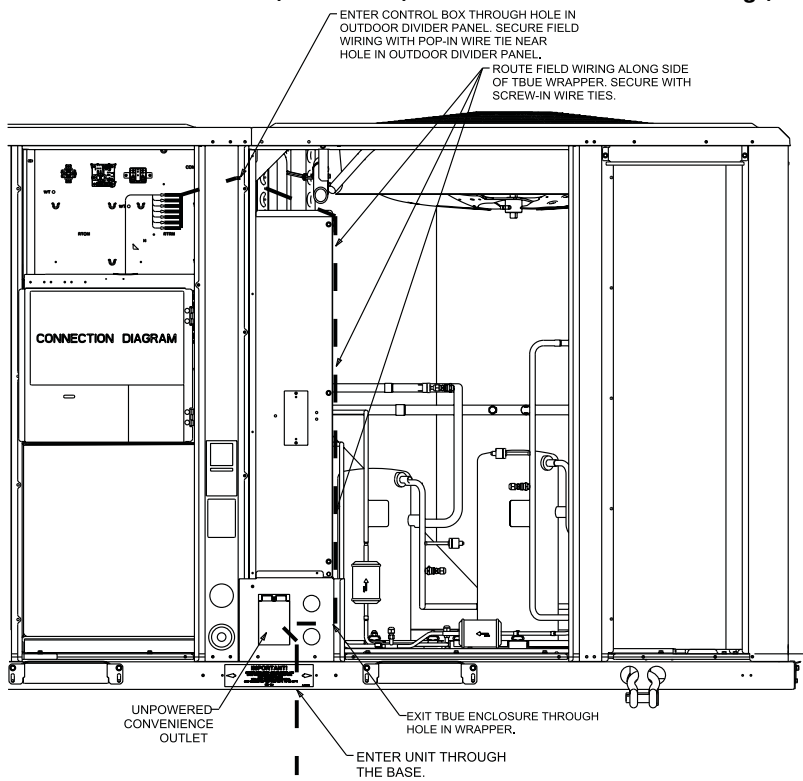 ENTER CONTROL BOX THROUGH HOLE IN
OUTDOOR DIVIDER PANEL. SECURE FIELD
WIRING WITH POP-IN WIRE TIE NEAR
HOLE IN OUTDOOR DIVIDER PANEL.
ROUTE FIELD WIRING ALONG SIDE
OF TBUE WRAPPER. SECURE WITH
SCREW-IN WIRE TIES.
RTOM
RTRM
CONNECTION DIAGRAM
IMPORTANT!
UNPOWERED
CONVENIENCE
OUTLET
EXIT TBUE ENCLOSURE THROUGH
HOLE IN WRAPPER.
ENTER UNIT THROUGH
THE BASE.